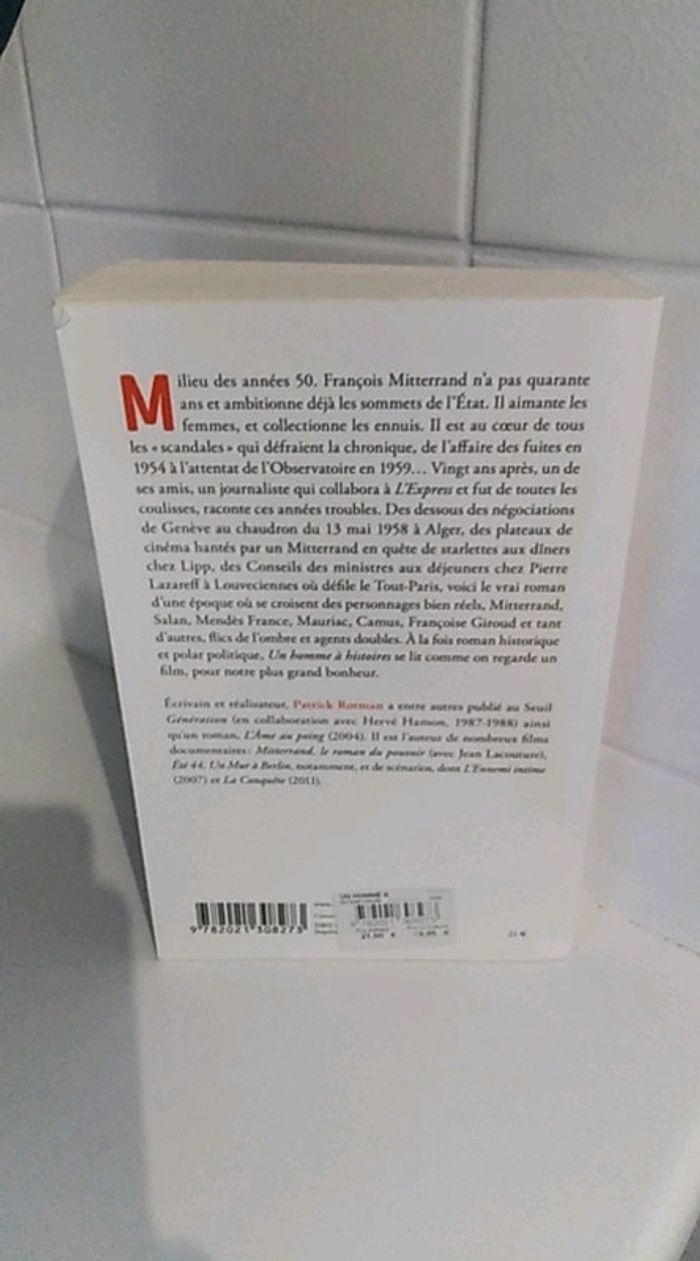 Milieu des années 50. François Mitterrand n'a pas quarante
ans et ambitionne déjà les sommets de l'État. Il aimante les
femmes, et collectionne les ennuis. Il est au cœur de tous
les « scandales » qui défraient la chronique, de l'affaire des fuites en
1954 à l'attentat de l'Observatoire en 1959... Vingt ans après, un de
ses amis, un journaliste qui collabora à L'Express et fut de toutes les
coulisses, raconte ces années troubles. Des dessous des négociations
de Genève au chaudron du 13 mai 1958 à Alger, des plateaux de
cinéma hantés par un Mitterrand en quête de starlettes aux dîners
chez Lipp, des Conseils des ministres aux déjeuners chez Pierre
Lazareff à Louveciennes où défile le Tout-Paris, voici le vrai roman
d'une époque où se croisent des personnages bien réels, Mitterrand,
Salan, Mendès France, Mauriac, Camus, Françoise Giroud et tant
d'autres, flics de l'ombre et agents doubles. À la fois roman historique
et polar politique, Un homme à histoires se lit comme on regarde un
film, pour notre plus grand bonheur.
Écrivain et réalisateur, Patrick Rotman a entre autres publié au Seuil
Génération (en collaboration avec Hervé Hamon, 1987-1988) ainsi
qu'un roman, L'Âme au poing (2004). Il est l'auteur de nombreux films
documentaires : Mitterrand, le roman du pouvoir (avec Jean Lacouture),
Été 44, Un Mur à Berlin, notamment, et de scénarios, dont L'Ennemi intime
(2007) et La Conquête (2011).
UN HOMME A
9 782021 308273
21.00 €
21 €